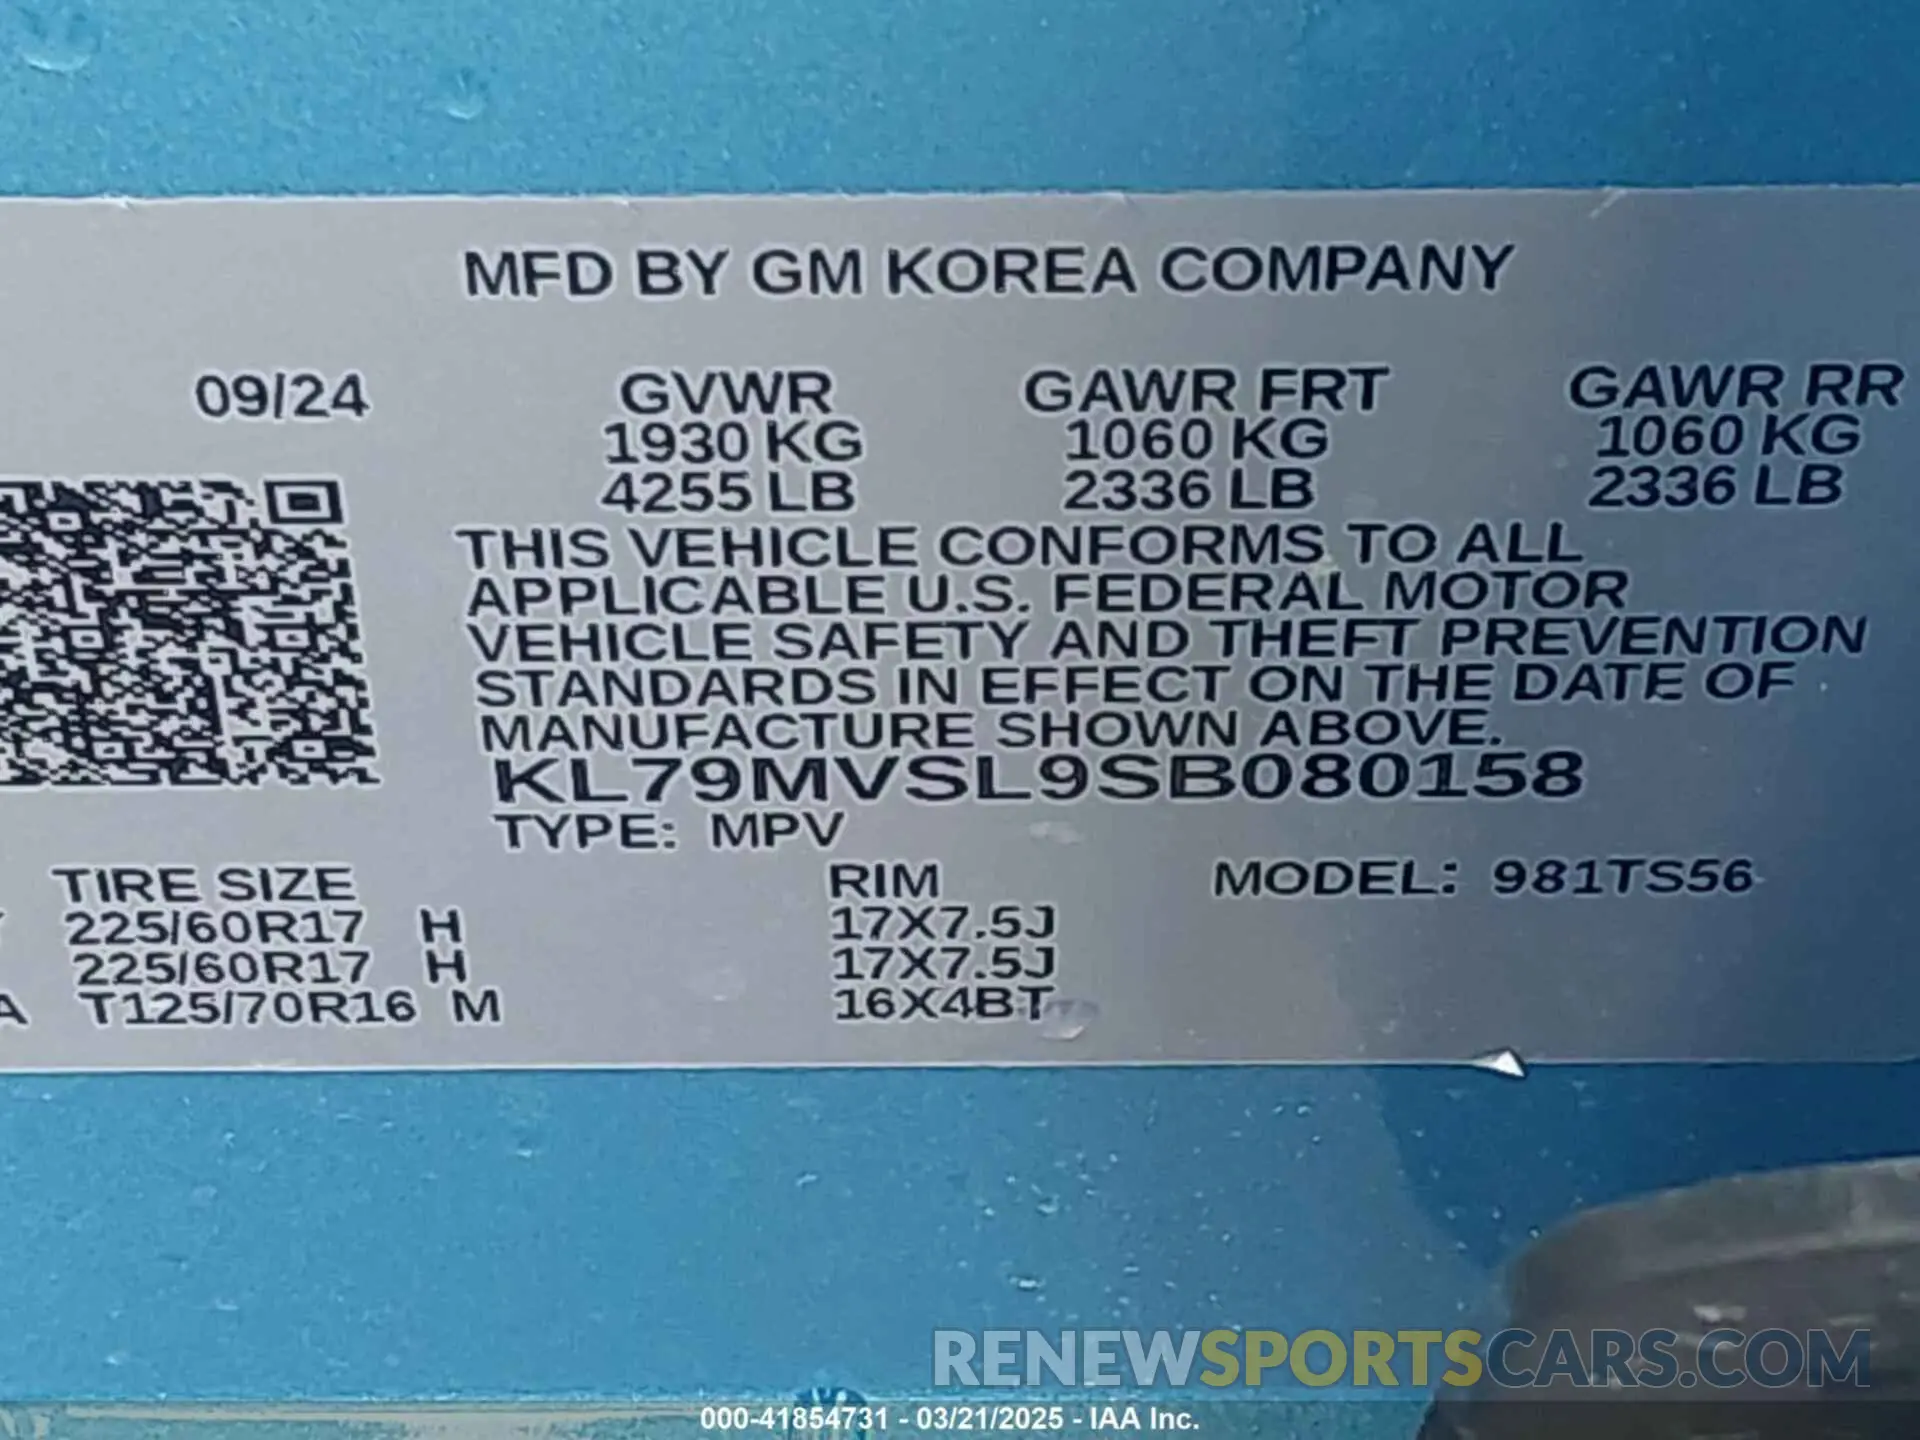 MFD BY GM KOREA COMPANY
09/24 GVWR GAWR FRT GAWR RR
1930 KG 1060 KG 1060 KG
4255 LB 2336 LB 2336 LB
THIS VEHICLE CONFORMS TO ALL
APPLICABLE U.S. FEDERAL MOTOR
VEHICLE SAFETY AND THEFT PREVENTION
STANDARDS IN EFFECT ON THE DATE OF
MANUFACTURE SHOWN ABOVE.
KL79MVSL9SB080158
TYPE: MPV
TIRE SIZE RIM MODEL: 981TS56
225/60R17 H 17X7.5J
225/60R17 H 17X7.5J
A T125/70R16 M 16X4BT
RENEWSPORTSCARS.COM
000-41854731 - 03/21/2025 - IAA Inc.